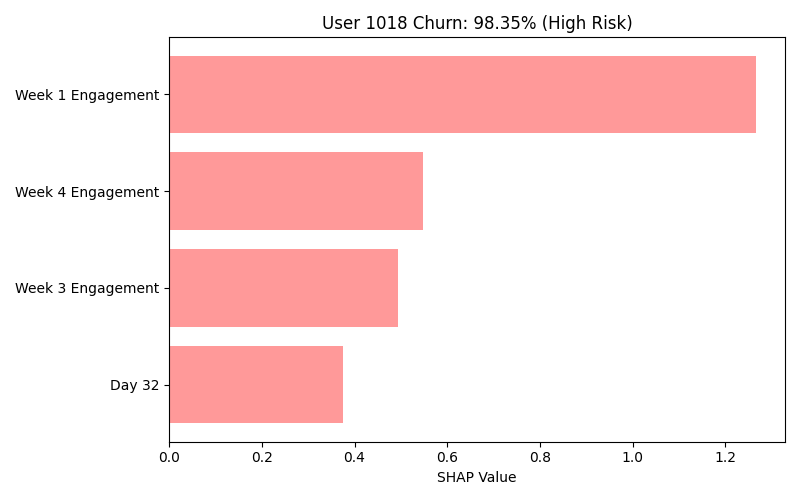 User 1018 Churn: 98.35% (High Risk)
Week 1 Engagement
Week 4 Engagement
Week 3 Engagement
Day 32
0.0 0.2 0.4 0.6 0.8 1.0 1.2
SHAP Value